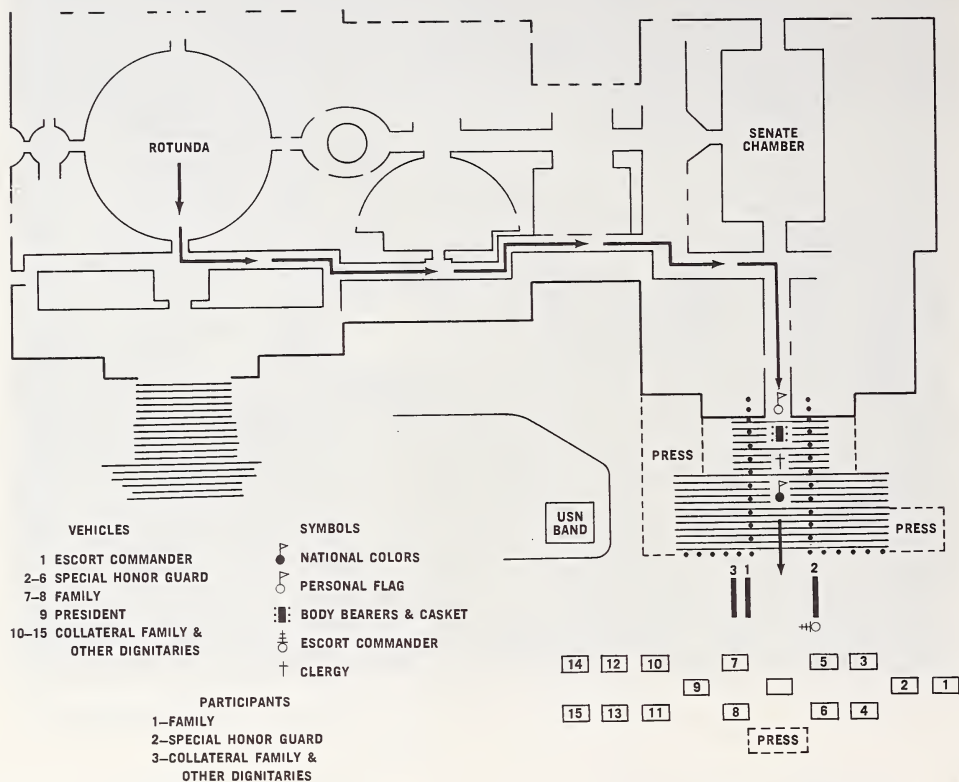 ROTUNDA
SENATE
CHAMBER
PRESS
USN
BAND
PRESS
VEHICLES
1 ESCORT COMMANDER
2–6 SPECIAL HONOR GUARD
7–8 FAMILY
9 PRESIDENT
10–15 COLLATERAL FAMILY &
OTHER DIGNITARIES
SYMBOLS
NATIONAL COLORS
PERSONAL FLAG
BODY BEARERS & CASKET
ESCORT COMMANDER
CLERGY
PARTICIPANTS
1–FAMILY
2–SPECIAL HONOR GUARD
3–COLLATERAL FAMILY &
OTHER DIGNITARIES
3 1 2
14 12 10 7 5 3
9 2 1
15 13 11 8 6 4
PRESS